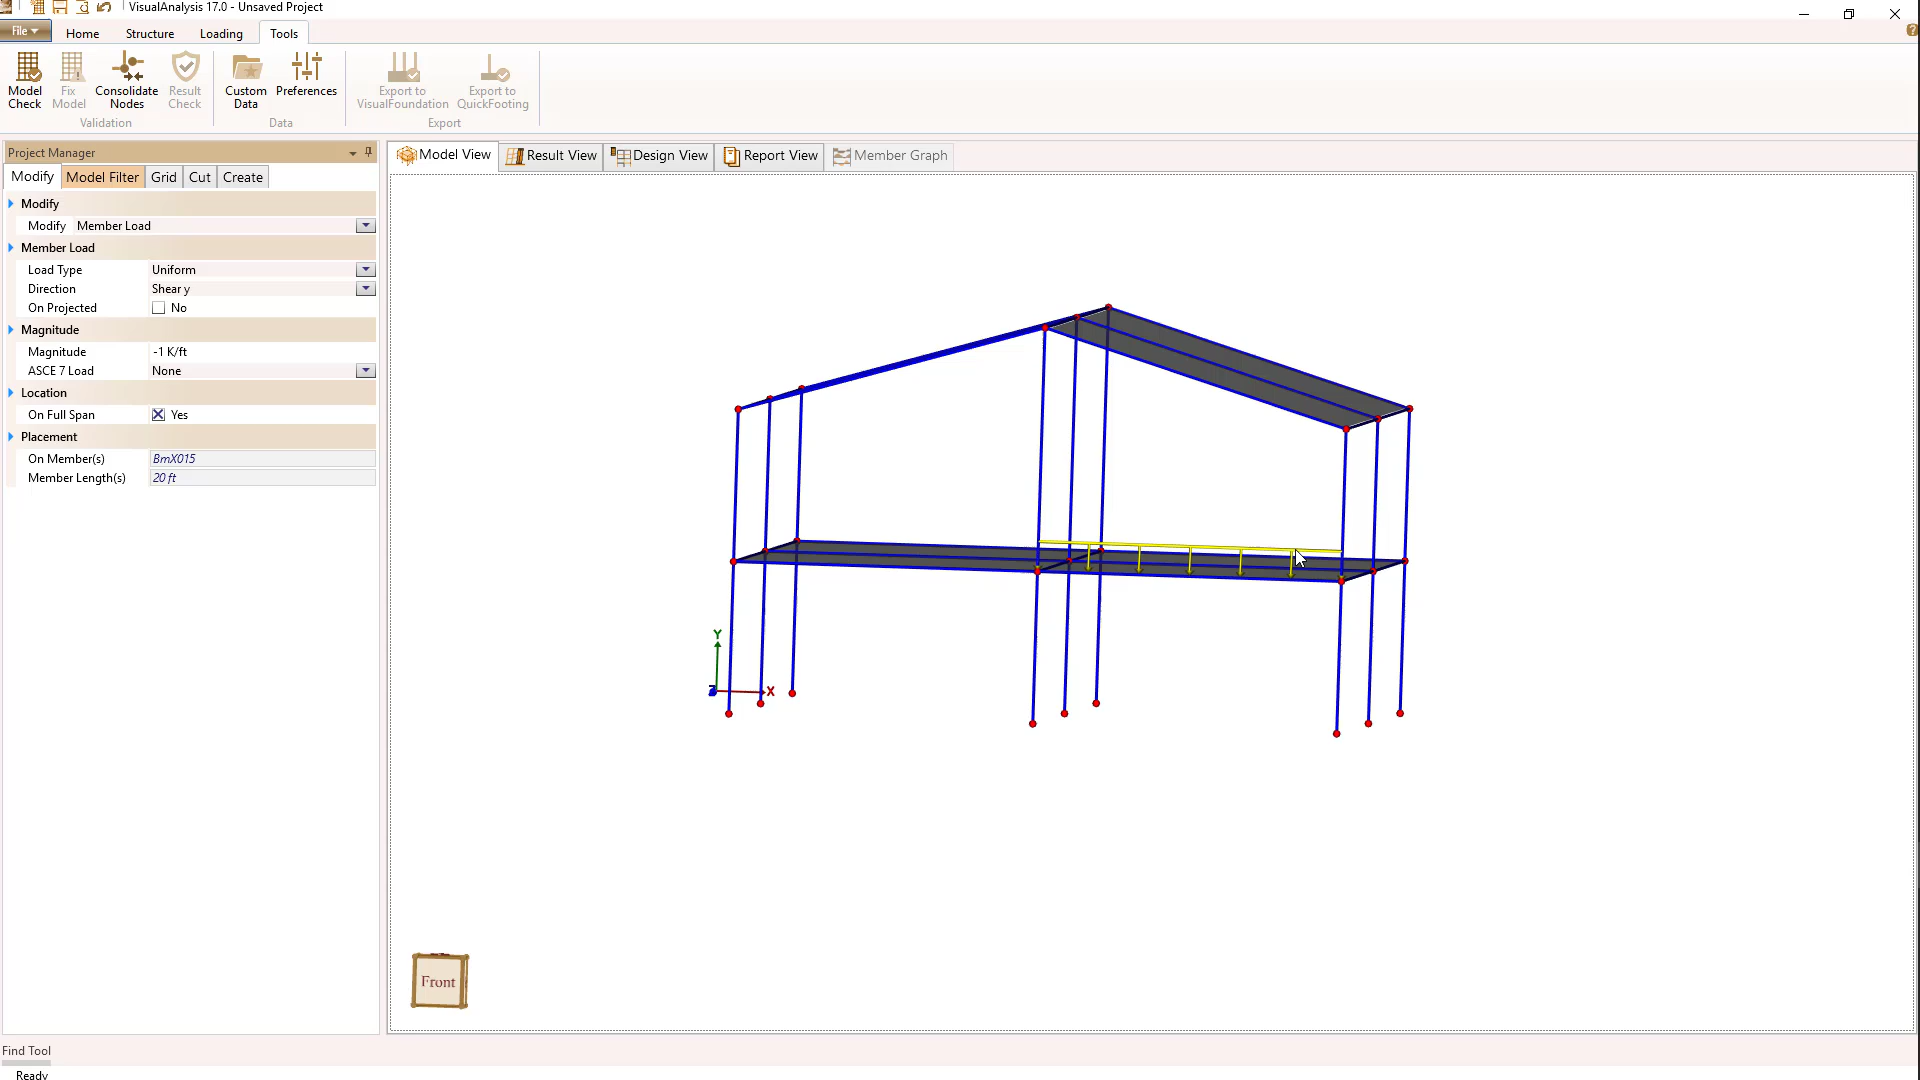 VisualAnalysis 17.0 - Unsaved Project
File
Home
Structure
Loading
Tools
Model Check
Fix Model
Consolidate Nodes
Result Check
Custom Data
Preferences
Export to VisualFoundation
Export to QuickFooting
Validation
Data
Export
Project Manager
Modify
Model Filter
Grid
Cut
Create
Model View
Result View
Design View
Report View
Member Graph
Modify
Modify Member Load
Member Load
Load Type Uniform
Direction Shear y
On Projected No
Magnitude
Magnitude -1 K/ft
ASCE 7 Load None
Location
On Full Span Yes
Placement
On Member(s) BmX015
Member Length(s) 20 ft
Y
Z
X
Front
Find Tool
Ready